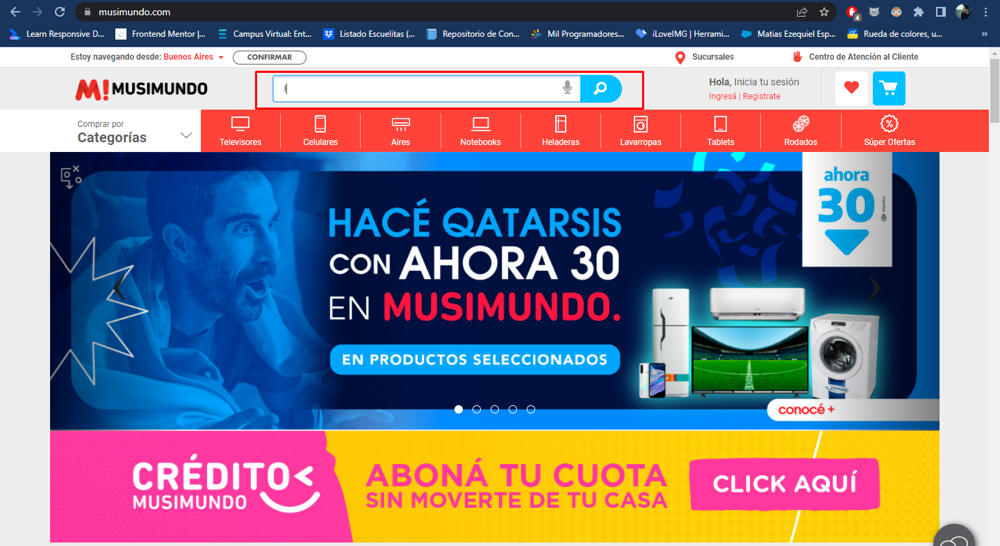 musimundo.com
4
Learn Responsive D...
Frontend Mentor |...
Campus Virtual: Ent...
Listado Escuelitas (...
Repositorio de Con...
Mil Programadores...
iLoveIMG | Herrami...
Matias Ezequiel Esp...
Rueda de colores, u...
»
Estoy navegando desde: Buenos Aires
CONFIRMAR
Sucursales
Centro de Atención al Cliente
M! MUSIMUNDO
!
Hola, Inicia tu sesión
Ingresá | Registrate
Comprar por
Categorías
Televisores
Celulares
Aires
Notebooks
Heladeras
Lavarropas
Tablets
Rodados
Súper Ofertas
HACÉ QATARSIS
CON AHORA 30
EN MUSIMUNDO.
EN PRODUCTOS SELECCIONADOS
ahora
30
conocé +
CRÉDITO
MUSIMUNDO
ABONÁ TU CUOTA
SIN MOVERTE DE TU CASA
CLICK AQUÍ